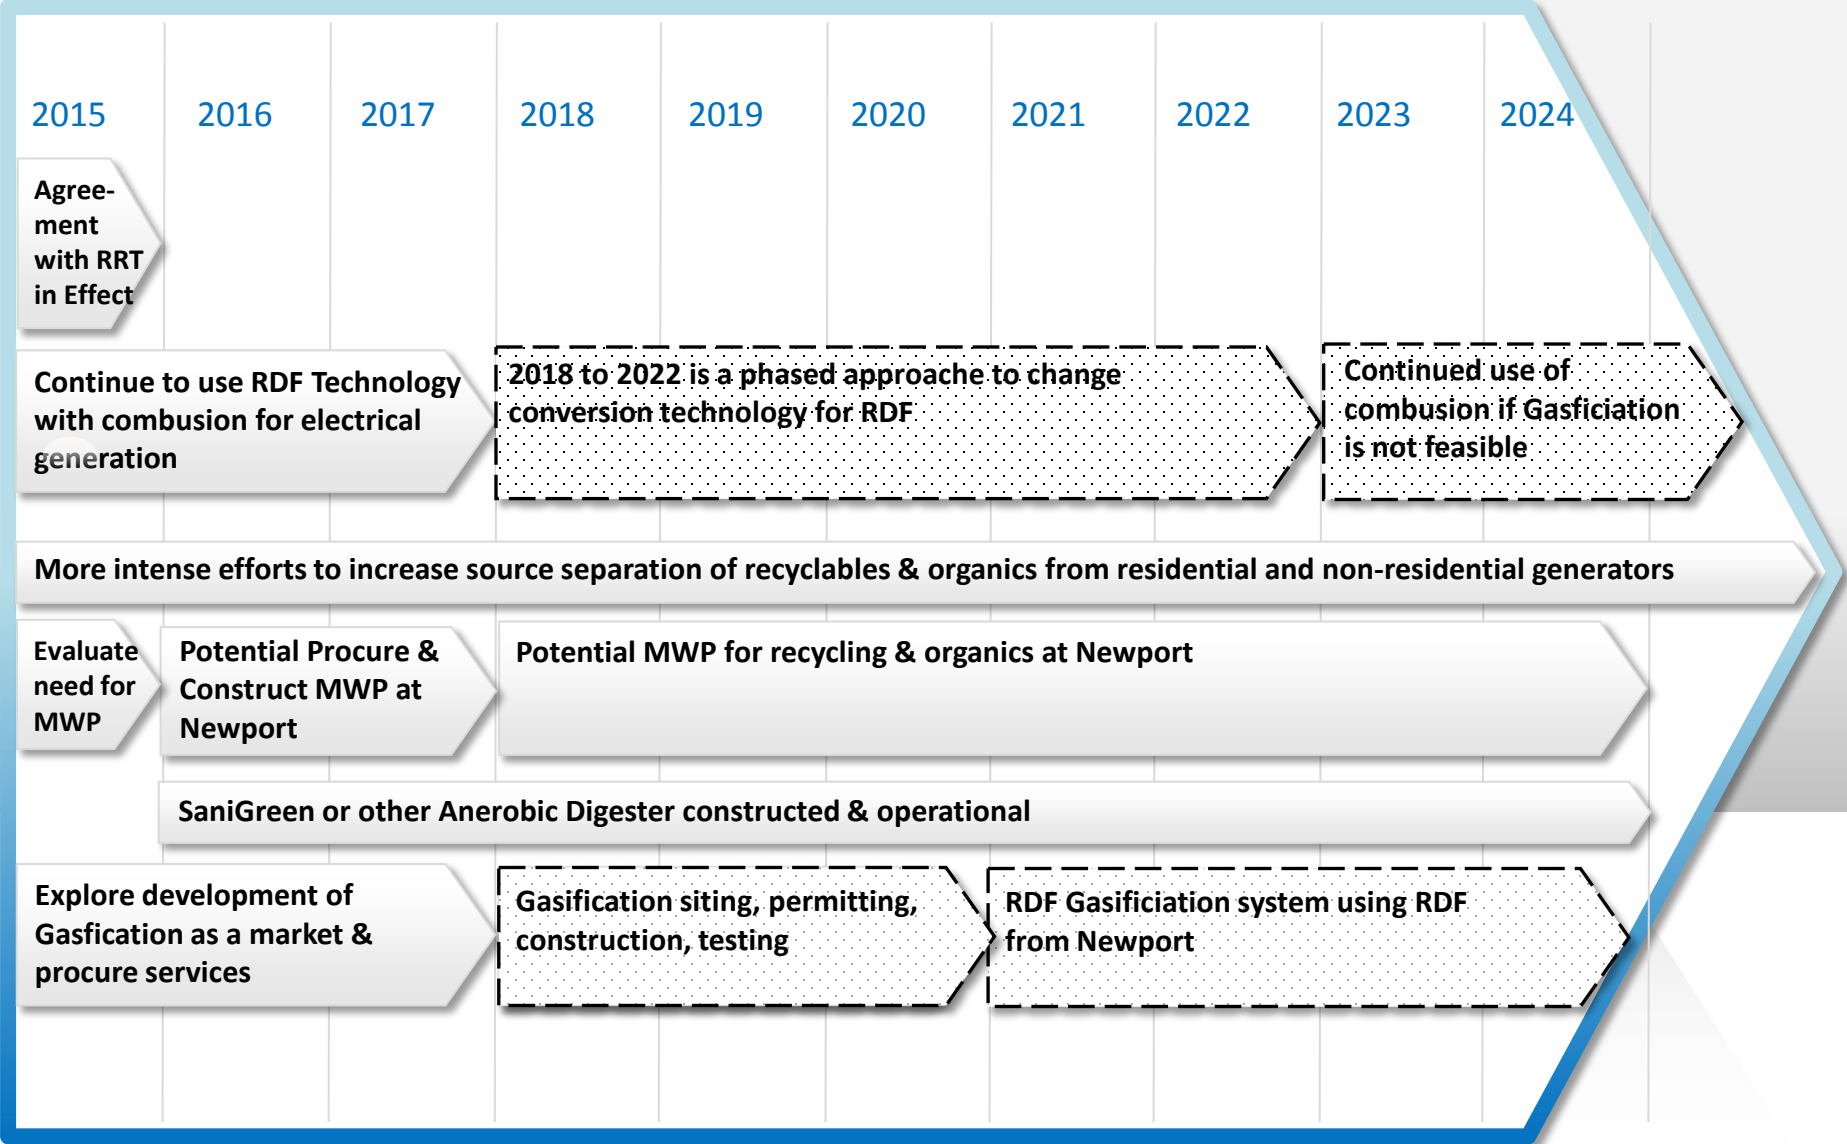 2015 2016 2017 2018 2019 2020 2021 2022 2023 2024
Agree-
ment
with RRT
in Effect
Continue to use RDF Technology
with combusion for electrical
generation
2018 to 2022 is a phased approache to change
conversion technology for RDF
Continued use of
combusion if Gasficiation
is not feasible
More intense efforts to increase source separation of recyclables & organics from residential and non-residential generators
Evaluate
need for
MWP
Potential Procure &
Construct MWP at
Newport
Potential MWP for recycling & organics at Newport
SaniGreen or other Anerobic Digester constructed & operational
Explore development of
Gasfication as a market &
procure services
Gasification siting, permitting,
construction, testing
RDF Gasificiation system using RDF
from Newport